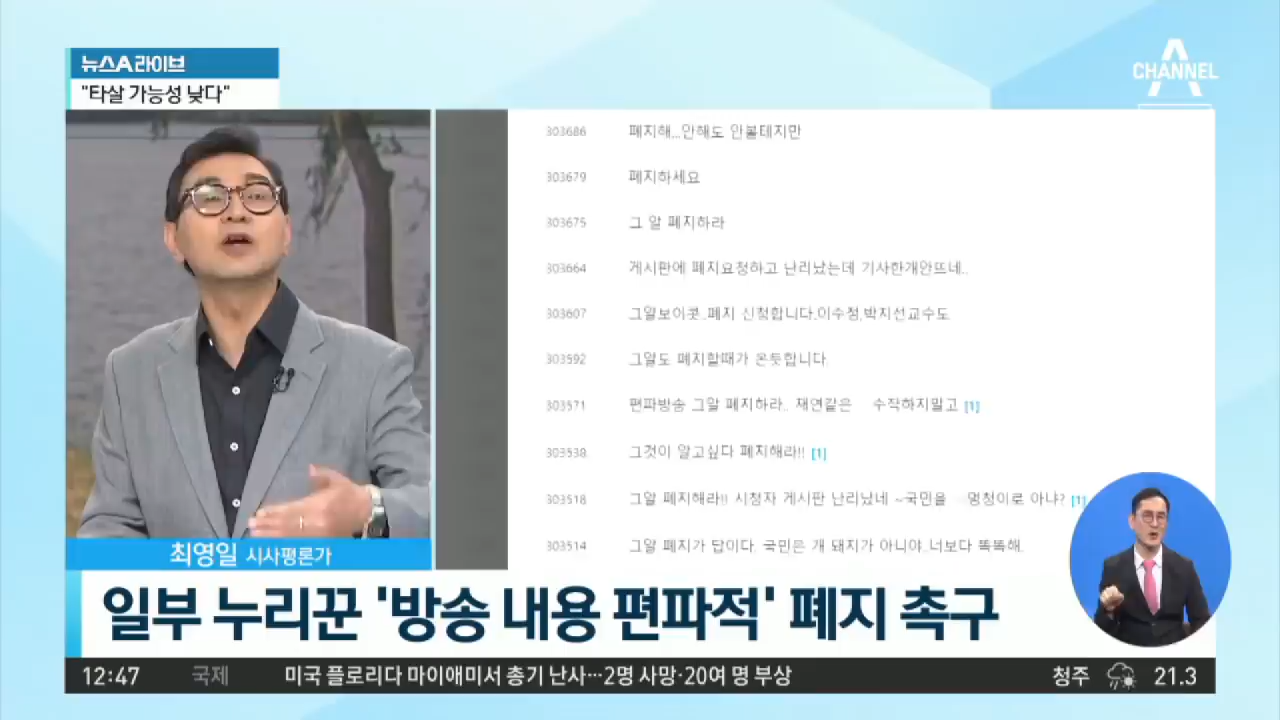 뉴스A 라이브
"타살 가능성 낮다"
CHANNEL A
303686 폐지해...안해도 안볼테지만
303679 폐지하세요
303675 그 알 폐지하라
303664 게시판에 폐지요청하고 난리났는데 기사한개안뜨네..
303607 그알보이콧..폐지 신청합니다.이수정,박지선교수도
303592 그알도 폐지할때가 온듯합니다.
303571 편파방송 그알 폐지하라.. 재연같은 수작하지말고 [1]
303538 그것이 알고싶다 폐지해라!! [1]
303518 그알 폐지해라!! 시청자 게시판 난리났네 ~국민을 멍청이로 아냐? [1]
303514 그알 폐지가 답이다. 국민은 개 돼지가 아니야..너보다 똑똑해.
최영일 시사평론가
일부 누리꾼 '방송 내용 편파적' 폐지 촉구
12:47 국제 미국 플로리다 마이애미서 총기 난사…2명 사망·20여 명 부상 청주 21.3